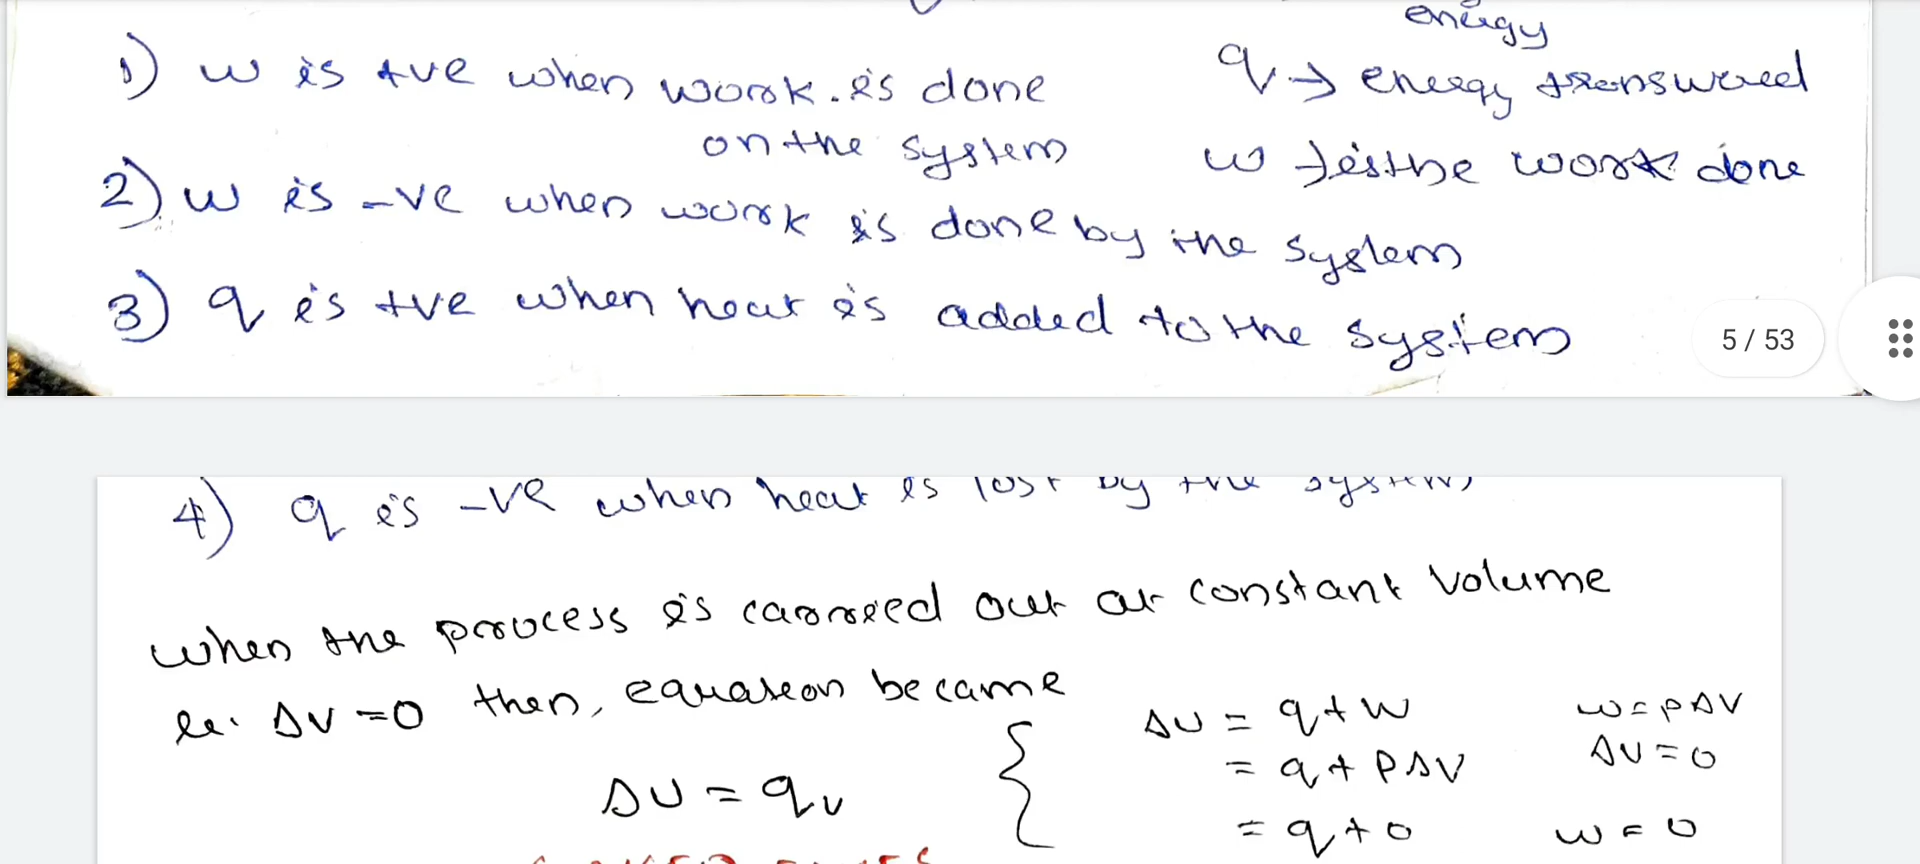 energy
1) w is +ve when work is done
on the system
q → energy transwered
w → is the work done
2) w is -ve when work is done by the system
3) q is +ve when heat is added to the system
5 / 53
4) q is -ve when heat is lost by the system
when the process is carried out at constant volume
ie. ΔV = 0 then, equation became
ΔU = qv
ΔU = q + w
= q + PΔV
= q + 0
w = pΔV
ΔV = 0
w = 0